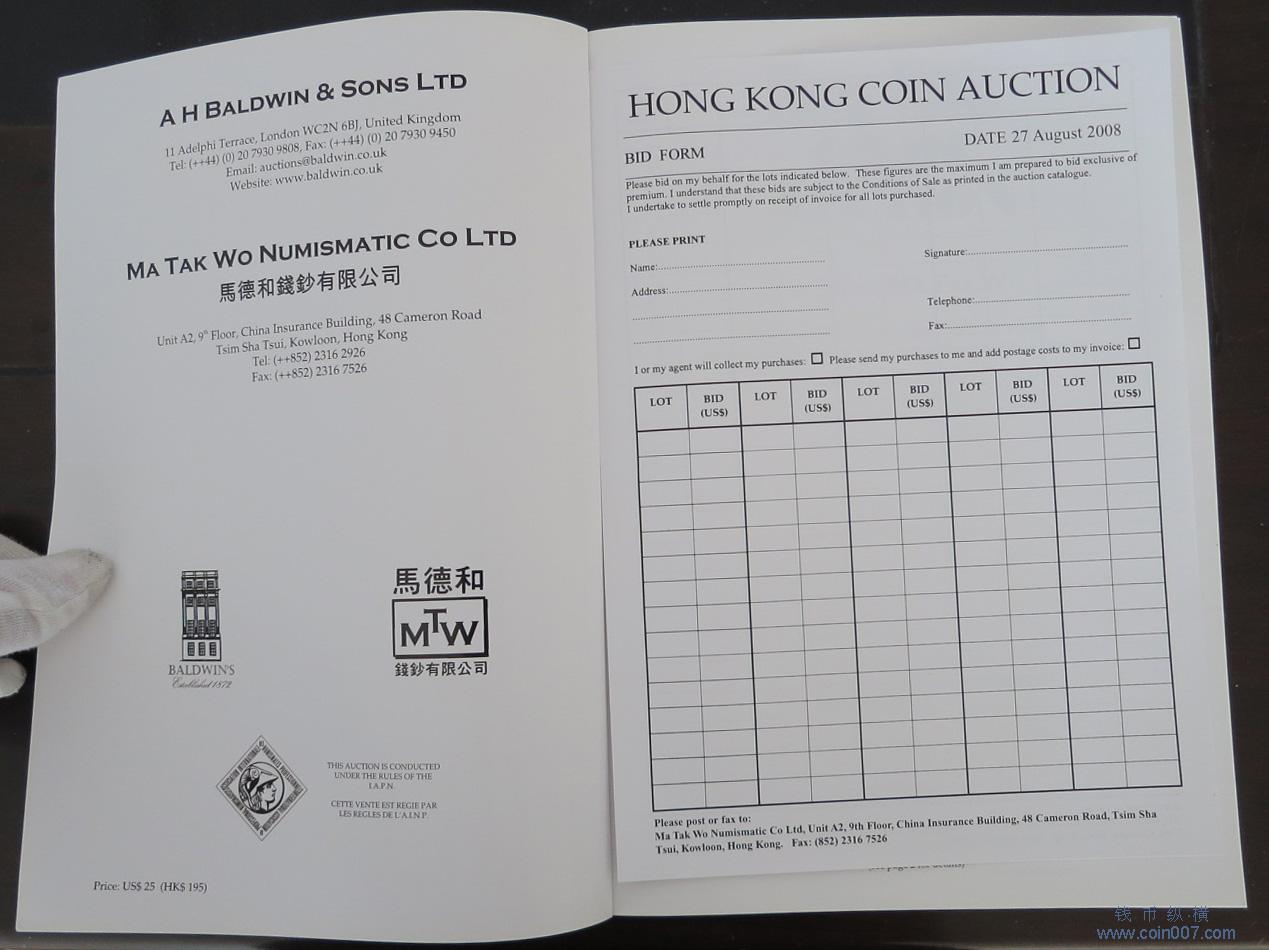 A H BALDWIN & SONS LTD
11 Adelphi Terrace, London WC2N 6BJ, United Kingdom
Tel: (++44) (0) 20 7930 9808, Fax: (++44) (0) 20 7930 9450
Email: auctions@baldwin.co.uk
Website: www.baldwin.co.uk
MA TAK WO NUMISMATIC CO LTD
馬德和錢鈔有限公司
Unit A2, 9th Floor, China Insurance Building, 48 Cameron Road
Tsim Sha Tsui, Kowloon, Hong Kong
Tel: (++852) 2316 2926
Fax: (++852) 2316 7526
BALDWIN'S
Established 1872
馬德和
MTW
錢鈔有限公司
THIS AUCTION IS CONDUCTED
UNDER THE RULES OF THE
I.A.P.N.
CETTE VENTE EST REGIE PAR
LES REGLES DE L'A.I.N.P.
Price: US$ 25 (HK$ 195)
HONG KONG COIN AUCTION
BID FORM
DATE 27 August 2008
Please bid on my behalf for the lots indicated below. These figures are the maximum I am prepared to bid exclusive of
premium. I understand that these bids are subject to the Conditions of Sale as printed in the auction catalogue.
I undertake to settle promptly on receipt of invoice for all lots purchased.
PLEASE PRINT
Name:
Signature:
Address:
Telephone:
Fax:
I or my agent will collect my purchases: Please send my purchases to me and add postage costs to my invoice:
LOT BID LOT BID LOT BID LOT BID LOT BID
(US$) (US$) (US$) (US$) (US$)
Please post or fax to:
Ma Tak Wo Numismatic Co Ltd, Unit A2, 9th Floor, China Insurance Building, 48 Cameron Road, Tsim Sha
Tsui, Kowloon, Hong Kong. Fax: (852) 2316 7526
钱币纵·横
www.coin007.com